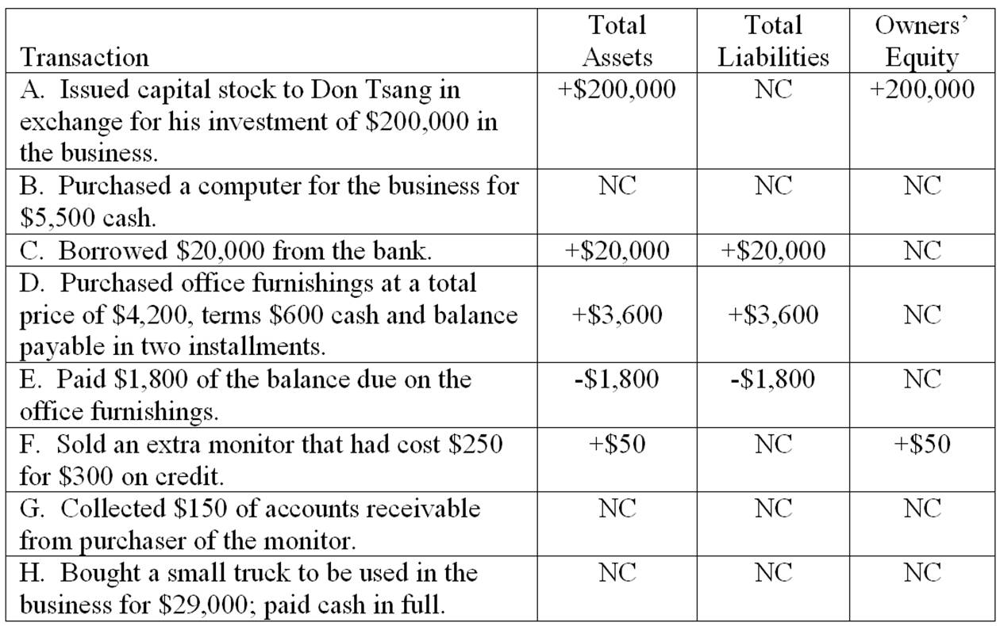 Total Total Owners’
Transaction Assets Liabilities Equity
A. Issued capital stock to Don Tsang in +$200,000 NC +200,000
exchange for his investment of $200,000 in
the business.
B. Purchased a computer for the business for NC NC NC
$5,500 cash.
C. Borrowed $20,000 from the bank. +$20,000 +$20,000 NC
D. Purchased office furnishings at a total
price of $4,200, terms $600 cash and balance +$3,600 +$3,600 NC
payable in two installments.
E. Paid $1,800 of the balance due on the -$1,800 -$1,800 NC
office furnishings.
F. Sold an extra monitor that had cost $250 +$50 NC +$50
for $300 on credit.
G. Collected $150 of accounts receivable NC NC NC
from purchaser of the monitor.
H. Bought a small truck to be used in the NC NC NC
business for $29,000; paid cash in full.